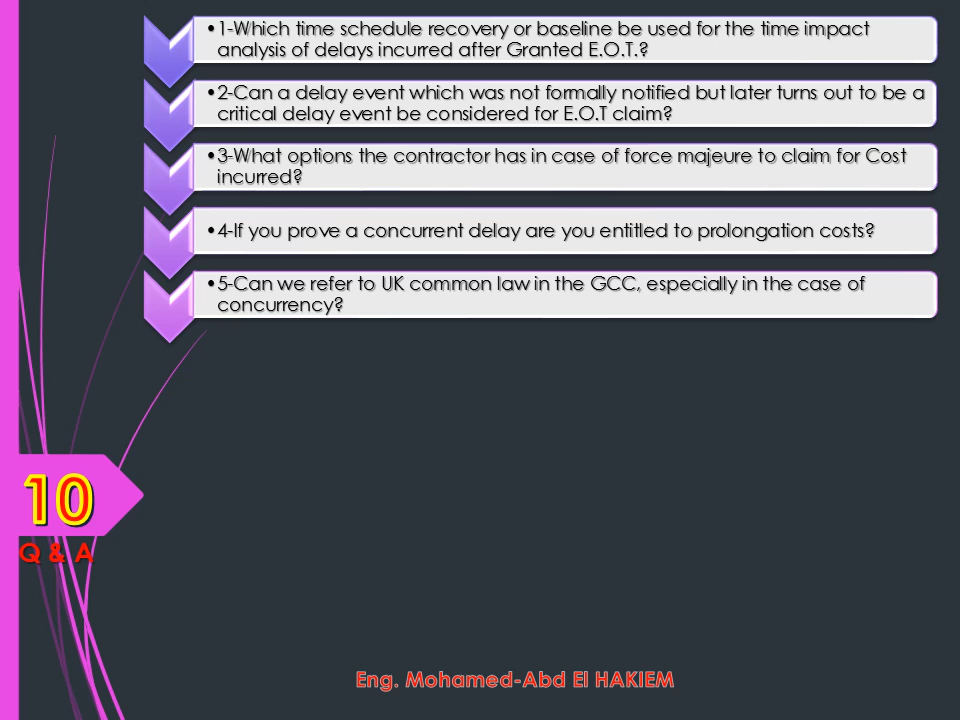 •1-Which time schedule recovery or baseline be used for the time impact
analysis of delays incurred after Granted E.O.T.?
•2-Can a delay event which was not formally notified but later turns out to be a
critical delay event be considered for E.O.T claim?
•3-What options the contractor has in case of force majeure to claim for Cost
incurred?
•4-If you prove a concurrent delay are you entitled to prolongation costs?
•5-Can we refer to UK common law in the GCC, especially in the case of
concurrency?
10
Q & A
Eng. Mohamed-Abd El HAKIEM